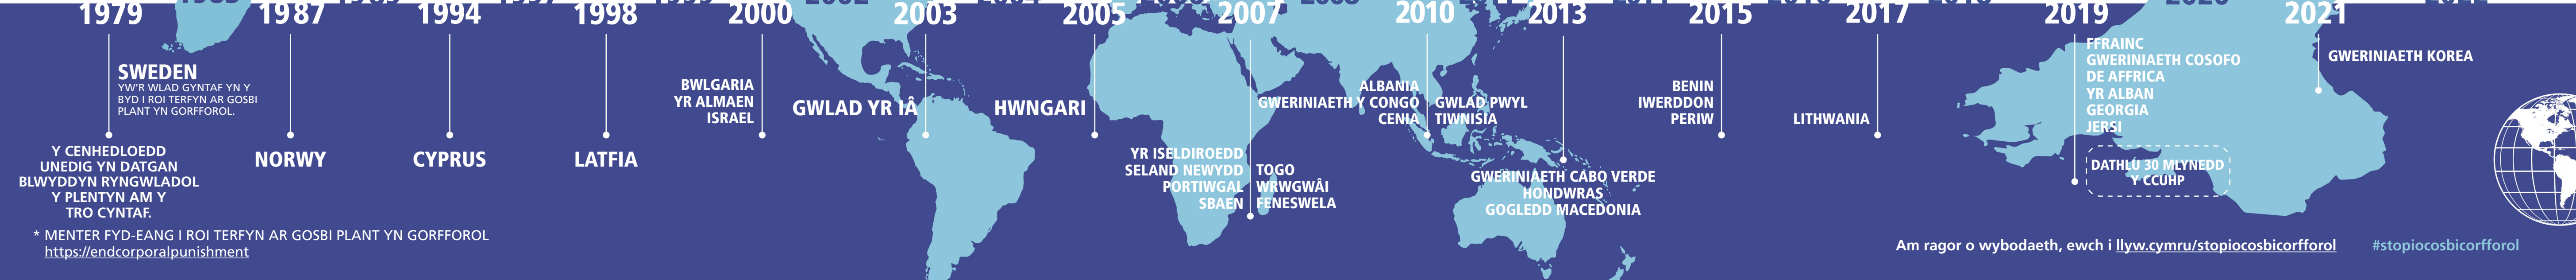 1979
1987
1994
1998
2000
2003
2005
2007
2010
2013
2015
2017
2019
2021
SWEDEN
YW'R WLAD GYNTAF YN Y
BYD I ROI TERFYN AR GOSBI
PLANT YN GORFFOROL.
Y CENHEDLOEDD
UNEDIG YN DATGAN
BLWYDDYN RYNGWLADOL
Y PLENTYN AM Y
TRO CYNTAF.
NORWY
CYPRUS
LATFIA
BWLGARIA
YR ALMAEN
ISRAEL
GWLAD YR IÂ
HWNGARI
YR ISELDIROEDD
SELAND NEWYDD
PORTIWGAL
SBAEN
TOGO
WRWGWÂI
FENESWELA
ALBANIA
GWERINIAETH Y CONGO
CENIA
GWLAD PWYL
TIWNISIA
GWERINIAETH CABO VERDE
HONDWRAS
GOGLEDD MACEDONIA
BENIN
IWERDDON
PERIW
LITHWANIA
FFRAINC
GWERINIAETH COSOFO
DE AFFRICA
YR ALBAN
GEORGIA
JERSI
DATHLU 30 MLYNEDD
Y CCUHP
GWERINIAETH KOREA
* MENTER FYD-EANG I ROI TERFYN AR GOSBI PLANT YN GORFFOROL
https://endcorporalpunishment
Am ragor o wybodaeth, ewch i llyw.cymru/stopiocosbicorfforol
#stopiocosbicorfforol